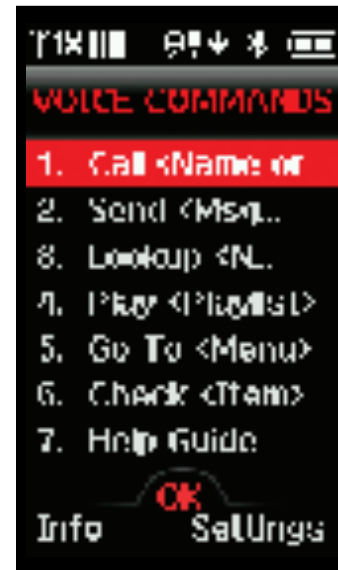 1X
VOICE COMMANDS
1. Call <Name or
2. Send <Msg...
3. Lookup <N...
4. Play <Playlist>
5. Go To <Menu>
6. Check <Item>
7. Help Guide
OK
Info Settings